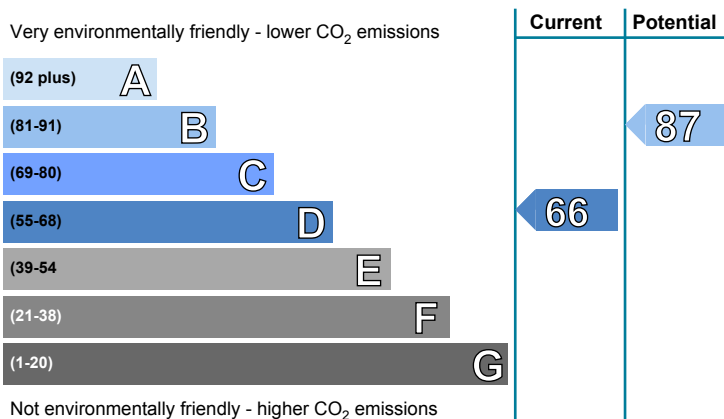 Current Potential
Very environmentally friendly - lower CO2 emissions
(92 plus) A
(81-91) B
87
(69-80) C
(55-68) D
66
(39-54 E
(21-38) F
(1-20) G
Not environmentally friendly - higher CO2 emissions